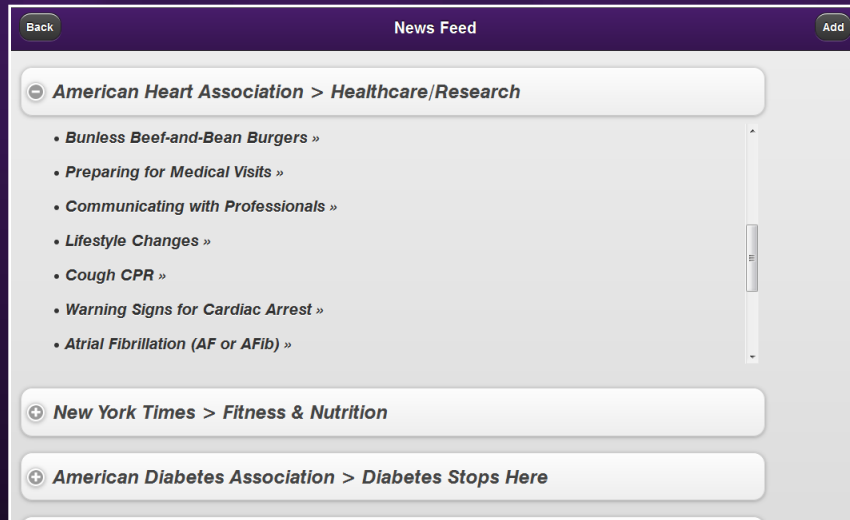 Back
News Feed
Add
American Heart Association > Healthcare/Research
• Bunless Beef-and-Bean Burgers »
• Preparing for Medical Visits »
• Communicating with Professionals »
• Lifestyle Changes »
• Cough CPR »
• Warning Signs for Cardiac Arrest »
• Atrial Fibrillation (AF or AFib) »
New York Times > Fitness & Nutrition
American Diabetes Association > Diabetes Stops Here